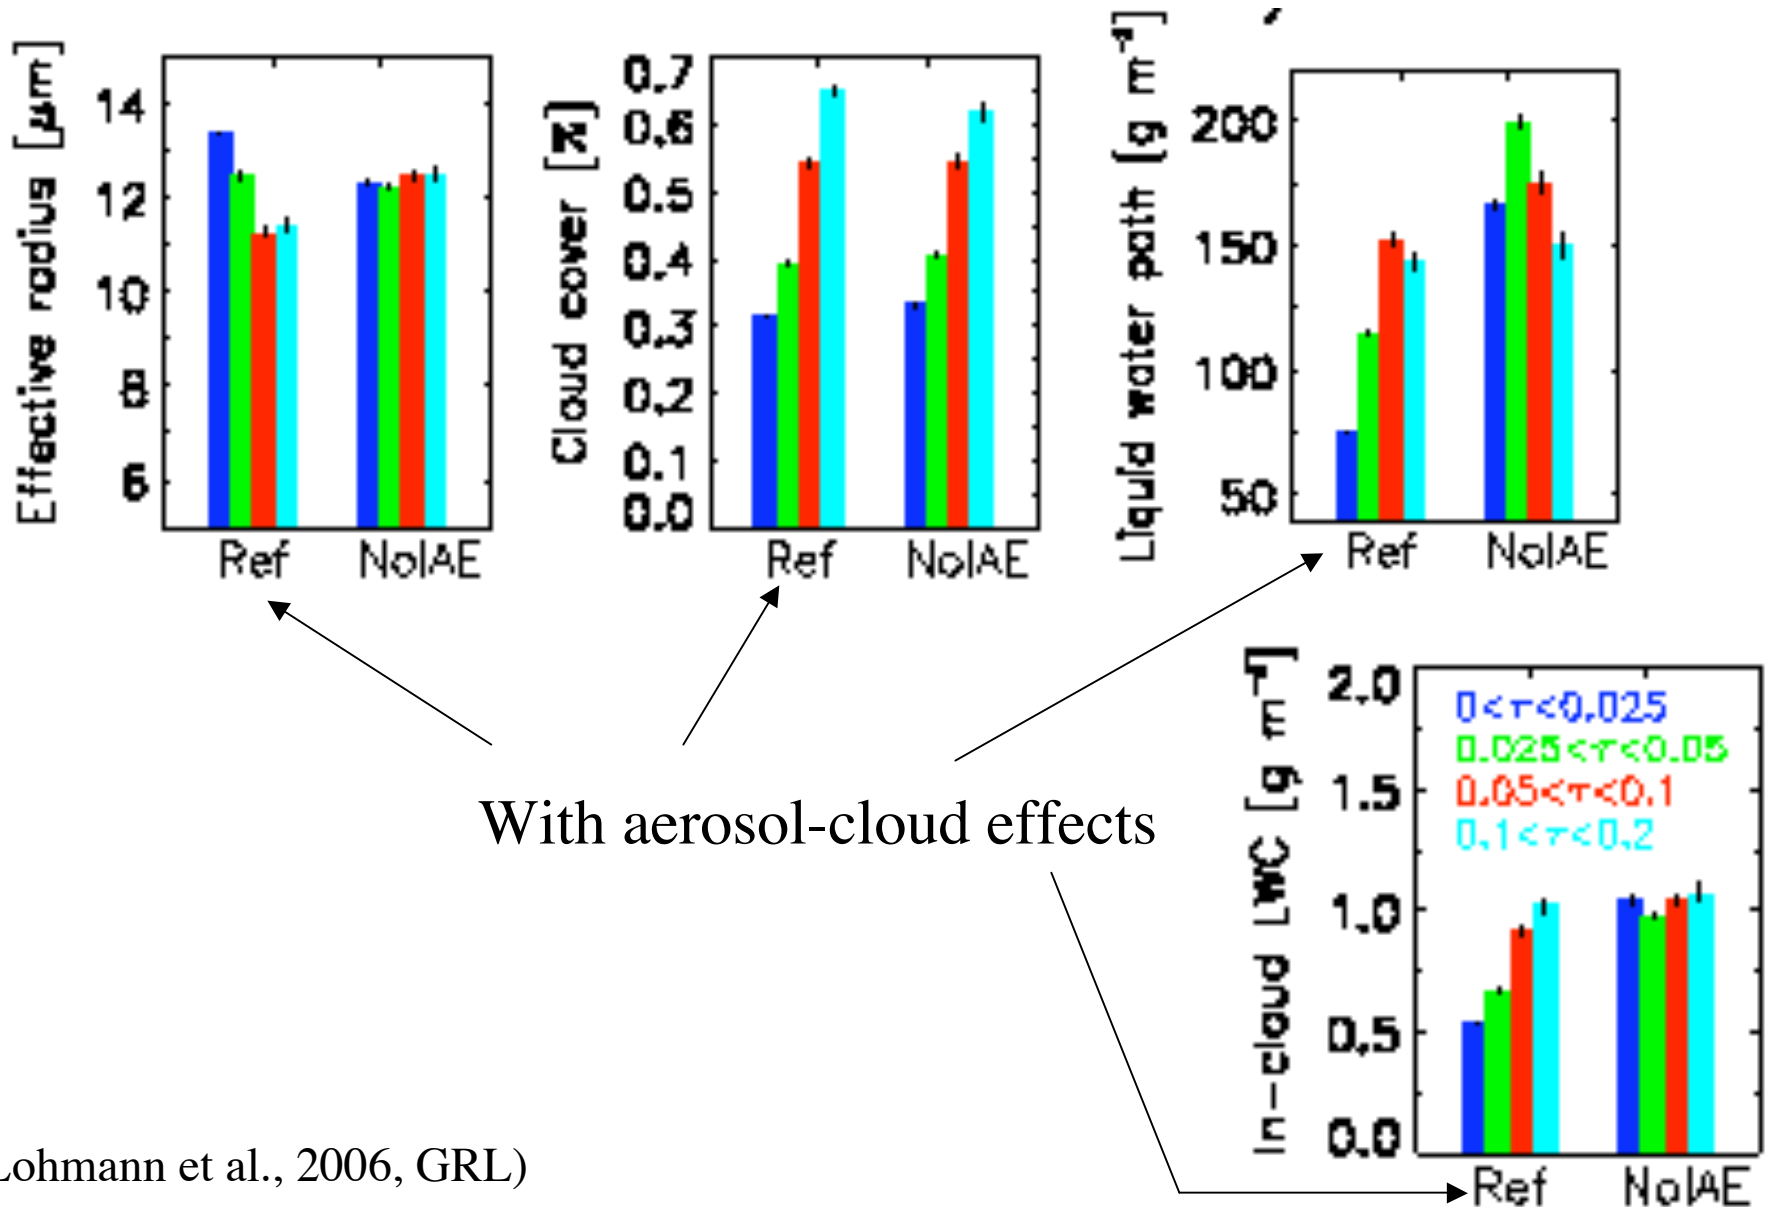 Effective radius [μm]
14
12
10
8
6
Ref NoIAE
Cloud cover [%]
0.7
0.6
0.5
0.4
0.3
0.2
0.1
0.0
Ref NoIAE
Liquid water path [g m⁻²]
200
150
100
50
Ref NoIAE
With aerosol-cloud effects
In-cloud LWC [g m⁻³]
2.0
1.5
1.0
0.5
0.0
0<τ<0.025
0.025<τ<0.05
0.05<τ<0.1
0.1<τ<0.2
Ref NoIAE
Lohmann et al., 2006, GRL)